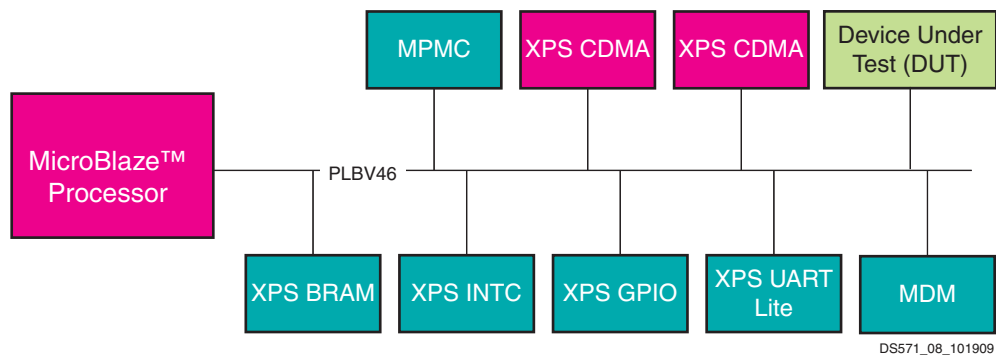 MPMC
XPS CDMA
XPS CDMA
Device Under
Test (DUT)
MicroBlaze™
Processor
PLBV46
XPS BRAM
XPS INTC
XPS GPIO
XPS UART
Lite
MDM
DS571_08_101909